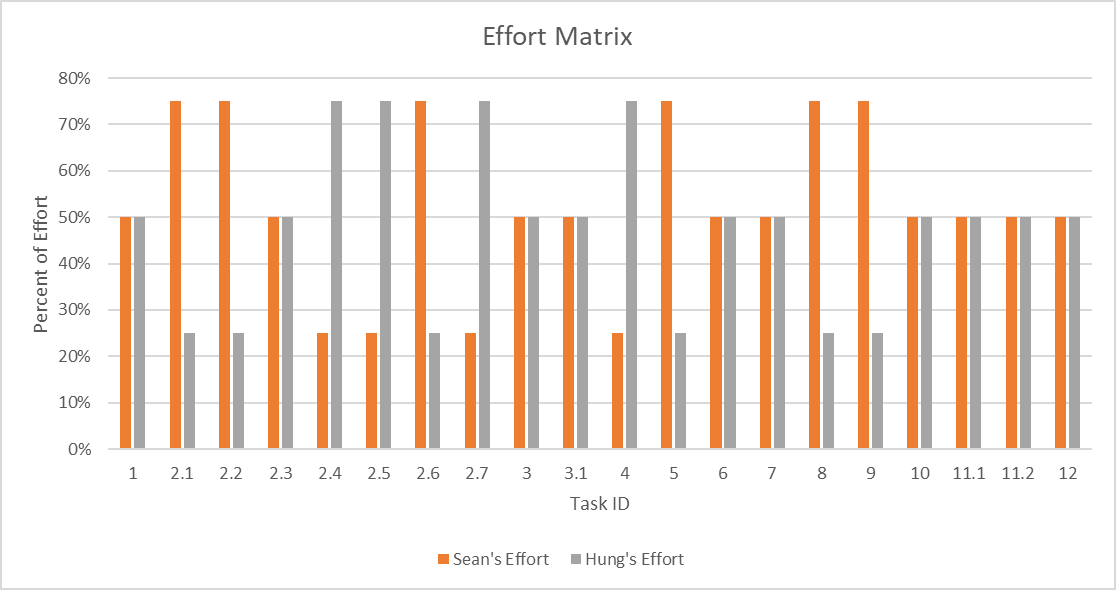 Effort Matrix
80%
70%
60%
50%
40%
30%
20%
10%
0%
Percent of Effort
1 2.1 2.2 2.3 2.4 2.5 2.6 2.7 3 3.1 4 5 6 7 8 9 10 11.1 11.2 12
Task ID
Sean's Effort Hung's Effort